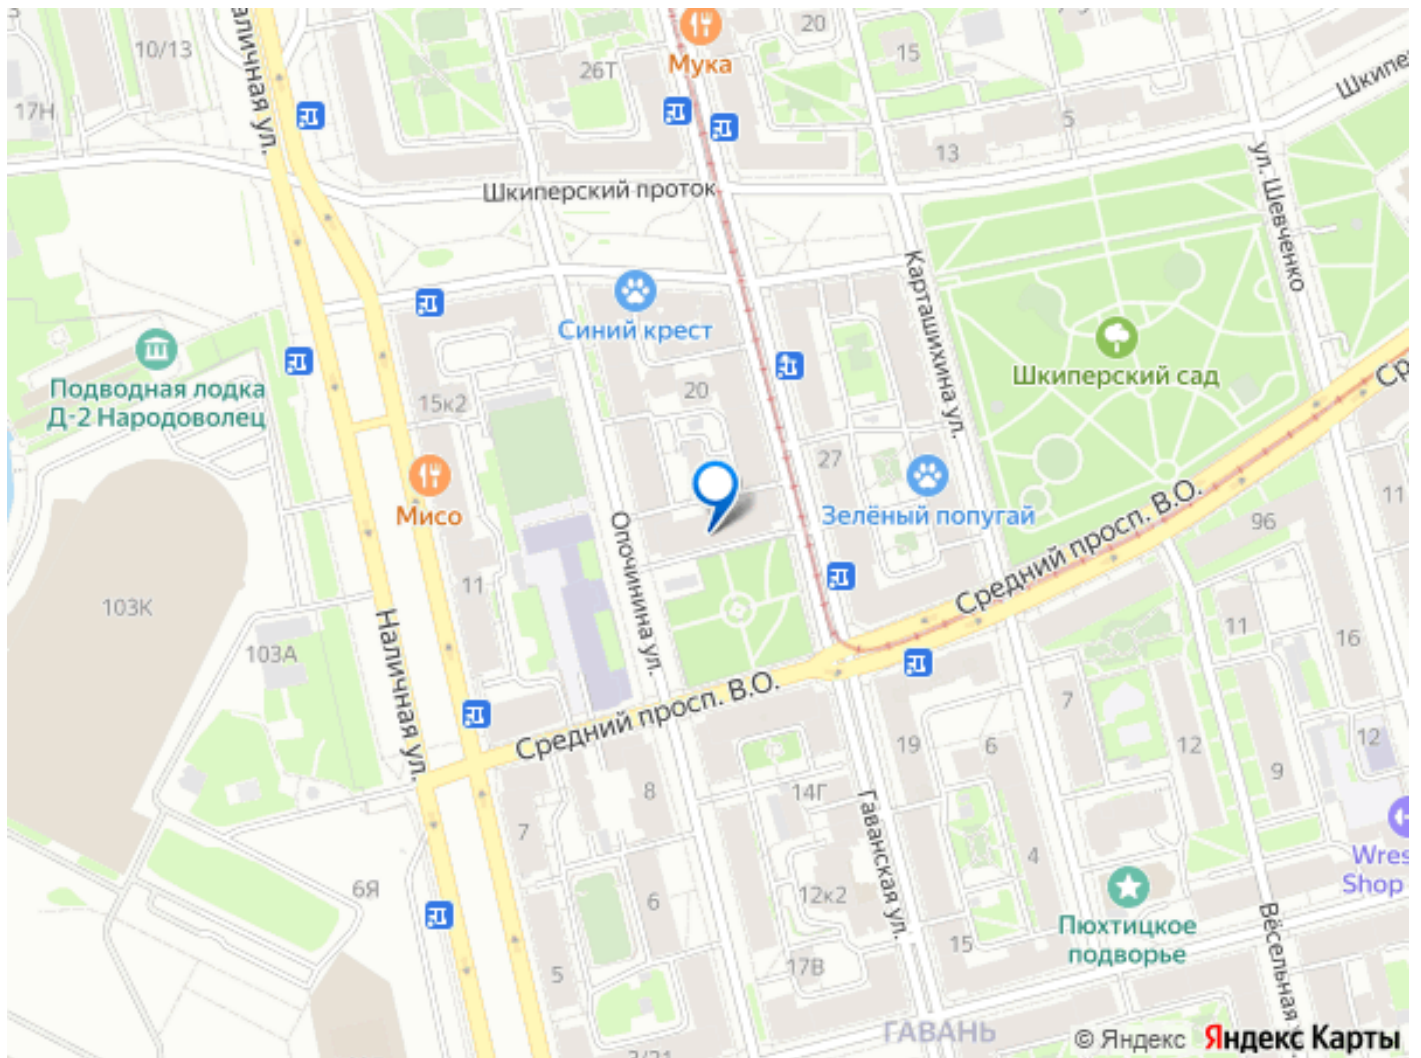 10/13
17Н
Наличная ул.
26Т
Мука
20
15
5
13
Шкиперский проток
ул. Шевченко
Карташихина ул.
Синий крест
Подводная лодка
Д-2 Народоволец
15к2
20
Шкиперский сад
27
Мисо
Зелёный попугай
Средний просп. В.О.
96
11
Опочинина ул.
11
103К
103А
Наличная ул.
11
16
Средний просп. В.О.
7
19
6
12
12
9
8
14Г
Гаванская ул.
7
4
6Я
6
12к2
Wres
Shop
Пюхтицкое
подворье
Вёсельная
15
17В
5
ГАВАНЬ
© Яндекс
Яндекс Карты